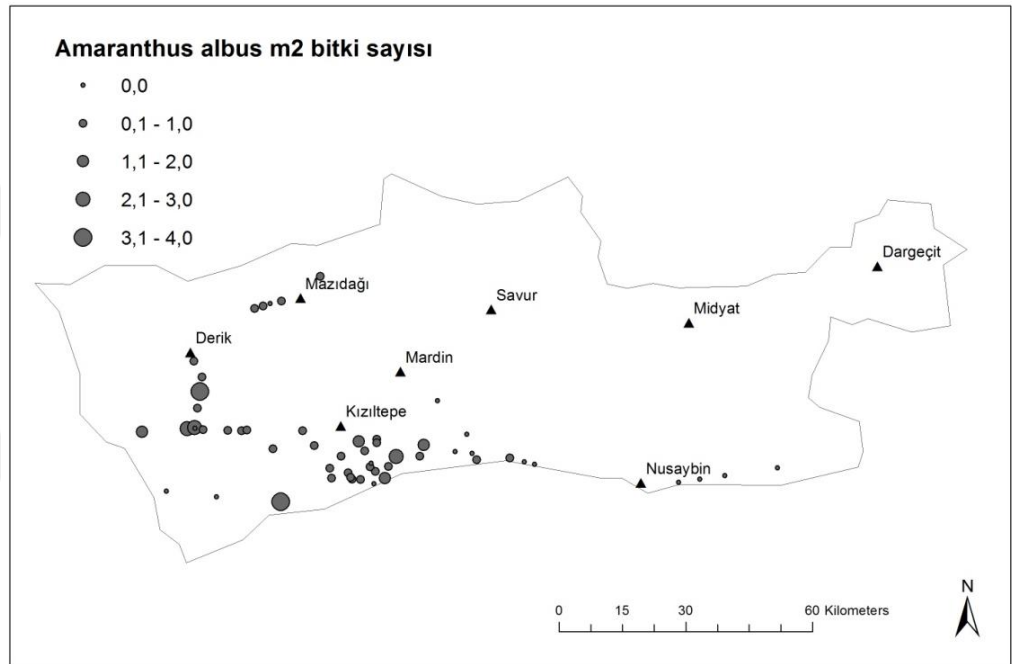 Amaranthus albus m2 bitki sayısı
0,0
0,1 - 1,0
1,1 - 2,0
2,1 - 3,0
3,1 - 4,0
Dargeçit
Mazıdağı
Savur
Midyat
Derik
Mardin
Kızıltepe
Nusaybin
N
0 15 30 60 Kilometers